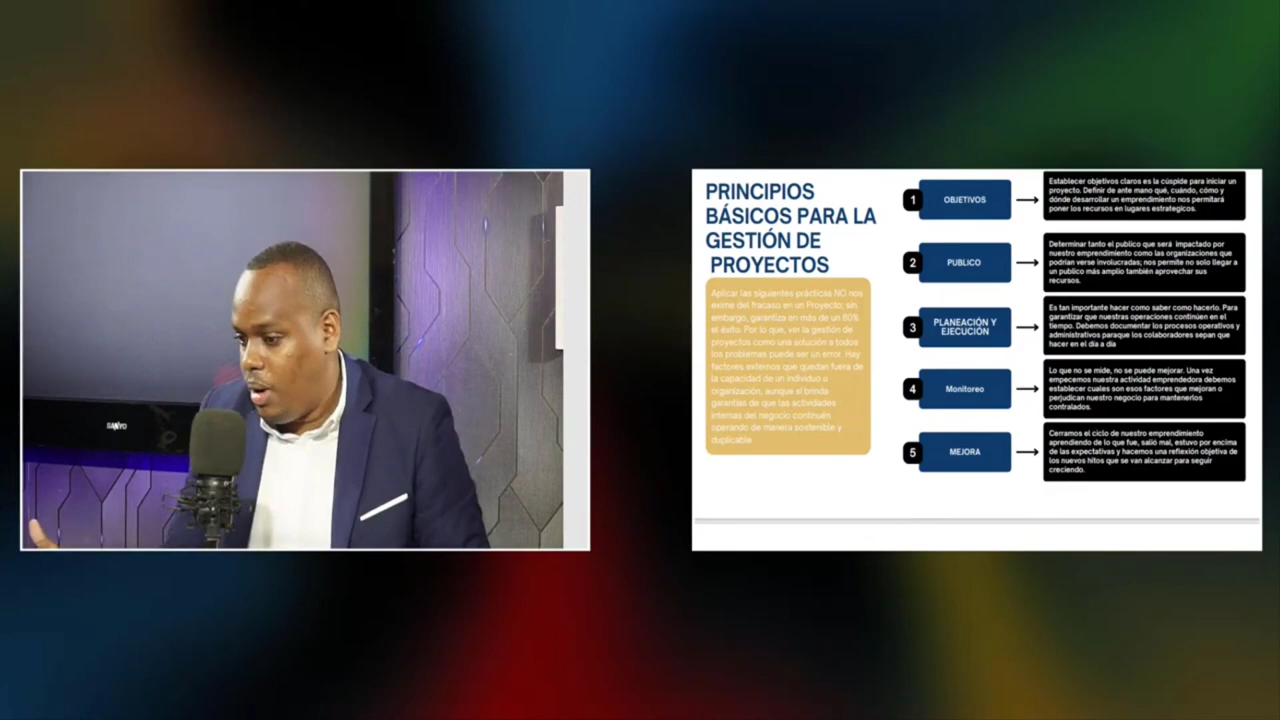 SANYO
PRINCIPIOS
BÁSICOS PARA LA
GESTIÓN DE
PROYECTOS
Aplicar las siguientes prácticas NO nos
exime del fracaso en un Proyecto; sin
embargo, garantiza en más de un 80%
el éxito. Por lo que, ver la gestión de
proyectos como una solución a todos
los problemas puede ser un error. Hay
factores externos que quedan fuera de
la capacidad de un individuo o
organización, aunque sí brinda
garantías de que las actividades
internas del negocio continuén
operando de manera sostenible y
duplicable
1
OBJETIVOS
Establecer objetivos claros es la cúspide para iniciar un
proyecto. Definir de ante mano qué, cuándo, cómo y
dónde desarrollar un emprendimiento nos permitará
poner los recursos en lugares estrategicos.
2
PUBLICO
Determinar tanto el publico que será impactado por
nuestro emprendimiento como las organizaciones que
podrían verse involucradas; nos permite no solo llegar a
un publico más amplio también aprovechar sus
recursos.
3
PLANEACIÓN Y
EJECUCIÓN
Es tan importante hacer como saber como hacerlo. Para
garantizar que nuestras operaciones continúen en el
tiempo. Debemos documentar los procesos operativos y
administrativos paraque los colaboradores sepan que
hacer en el día a día
4
Monitoreo
Lo que no se mide, no se puede mejorar. Una vez
empecemos nuestra actividad emprendedora debemos
establecer cuales son esos factores que mejoran o
perjudican nuestro negocio para mantenerlos
contralados.
5
MEJORA
Cerramos el ciclo de nuestro emprendimiento
aprendiendo de lo que fue, salió mal, estuvo por encima
de las expectativas y hacemos una reflexión objetiva de
los nuevos hitos que se van alcanzar para seguir
creciendo.